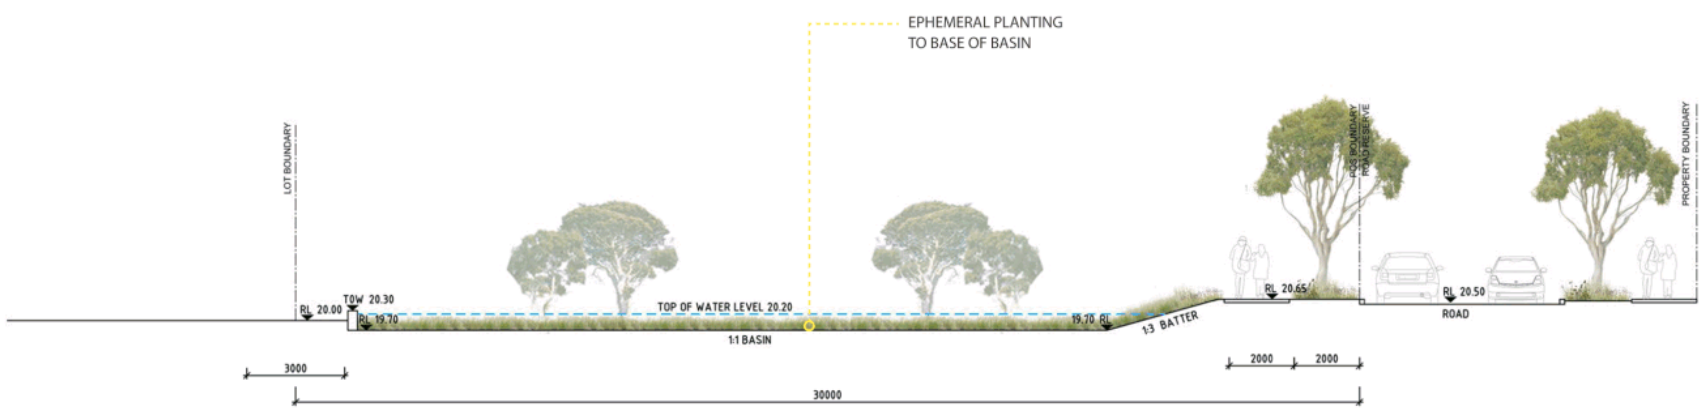 EPHEMERAL PLANTING
TO BASE OF BASIN
LOT BOUNDARY
POS BOUNDARY
ROAD RESERVE
PROPERTY BOUNDARY
RL 20.00
TOW 20.30
RL 19.70
TOP OF WATER LEVEL 20.20
19.70 RL
1:3 BATTER
RL 20.65
RL 20.50
ROAD
1:1 BASIN
3000
2000
2000
30000